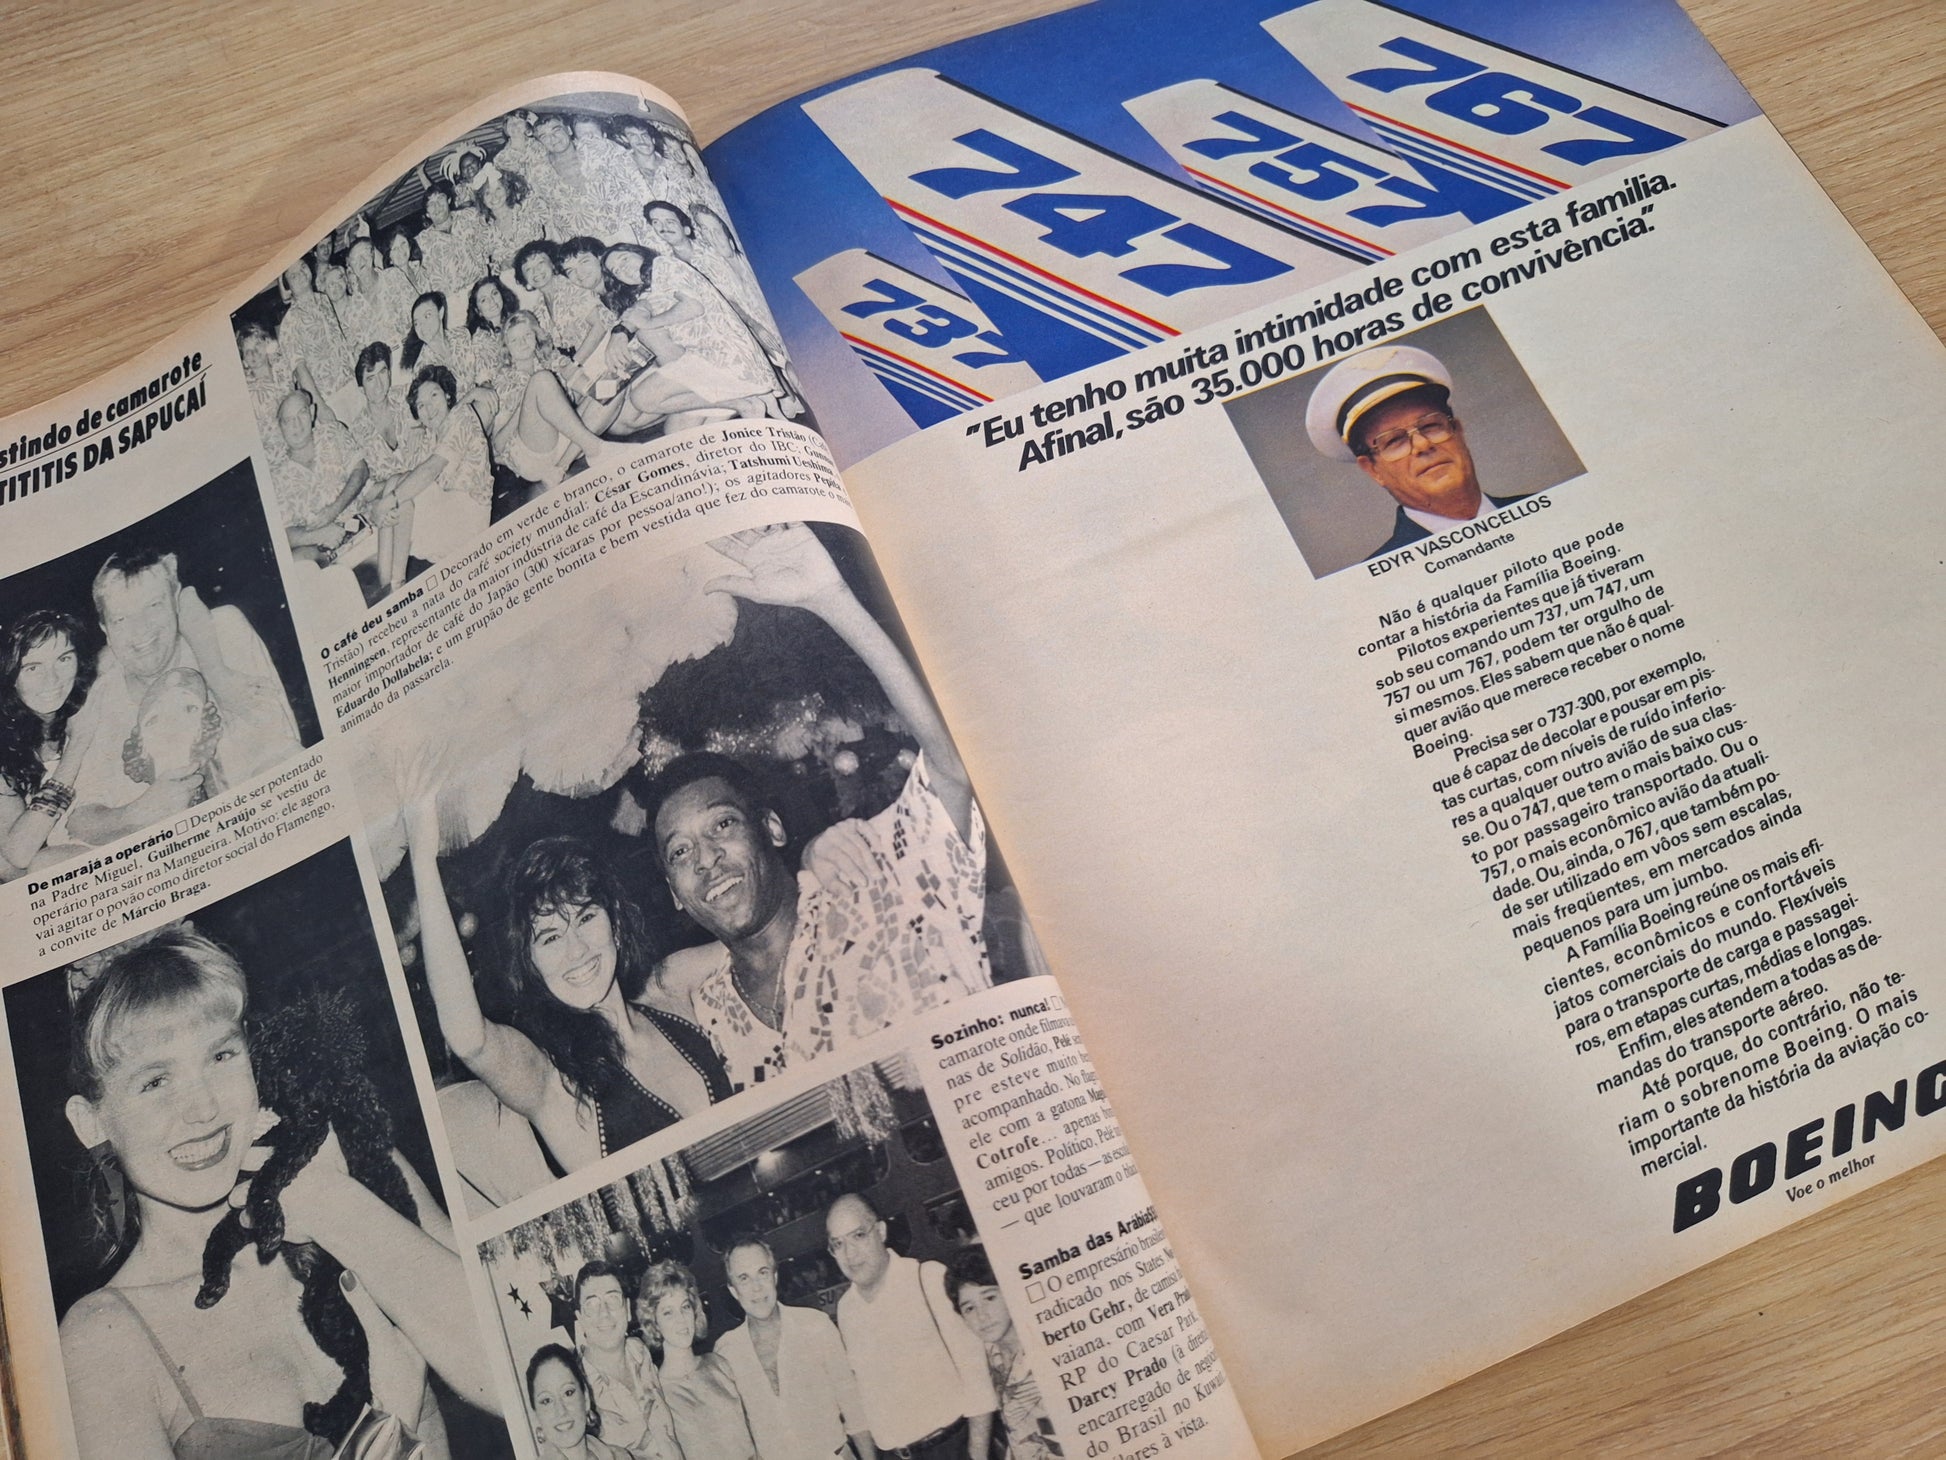 stindo de camarote
TITITIS DA SAPUCAÍ
O café deu samba □ Decorado em verde e branco, o camarote de Jonice Tristão
Tristão) recebeu a nata do café society mundial: César Gomes, diretor do IBC;
Henningsen, representante da maior indústria de café da Escandinávia; Tatshumi Ueshima
maior importador de café do Japão (300 xícaras por pessoa/ano!); os agitadores Pepita
Eduardo Dollabela; e um grupão de gente bonita e bem vestida que fez do camarote o
animado da passarela.
De marajá a operário □ Depois de ser potentado
na Padre Miguel, Guilherme Araújo se vestiu de
operário para sair na Mangueira. Motivo: ele agora
vai agitar o povão como diretor social do Flamengo,
a convite de Márcio Braga.
Sozinho: nunca! □
camarote onde filmava
nas de Solidão, Pelé
pre esteve muito
acompanhado. No
ele com a gatona
Cotrofe... apenas
amigos. Político, Pelé
ceu por todas — as
— que louvaram o
Samba das Arábias
□ O empresário
radicado nos States
berto Gehr, de camisa
vaiana, com Vera
RP do Caesar Park,
Darcy Prado (à
encarregado de
do Brasil no
à vista.
737
747
757
767
"Eu tenho muita intimidade com esta família.
Afinal, são 35.000 horas de convivência."
EDYR VASCONCELLOS
Comandante
Não é qualquer piloto que pode
contar a história da Família Boeing.
Pilotos experientes que já tiveram
sob seu comando um 737, um 747, um
757 ou um 767, podem ter orgulho de
si mesmos. Eles sabem que não é qual-
quer avião que merece receber o nome
Boeing.
Precisa ser o 737-300, por exemplo,
que é capaz de decolar e pousar em pis-
tas curtas, com níveis de ruído inferio-
res a qualquer outro avião de sua clas-
se. Ou o 747, que tem o mais baixo cus-
to por passageiro transportado. Ou o
757, o mais econômico avião da atuali-
dade. Ou, ainda, o 767, que também po-
de ser utilizado em vôos sem escalas,
mais freqüentes, em mercados ainda
pequenos para um jumbo.
A Família Boeing reúne os mais efi-
cientes, econômicos e confortáveis
jatos comerciais do mundo. Flexíveis
para o transporte de carga e passagei-
ros, em etapas curtas, médias e longas.
Enfim, eles atendem a todas as de-
mandas do transporte aéreo.
Até porque, do contrário, não te-
riam o sobrenome Boeing. O mais
importante da história da aviação co-
mercial.
BOEING
Voe o melhor